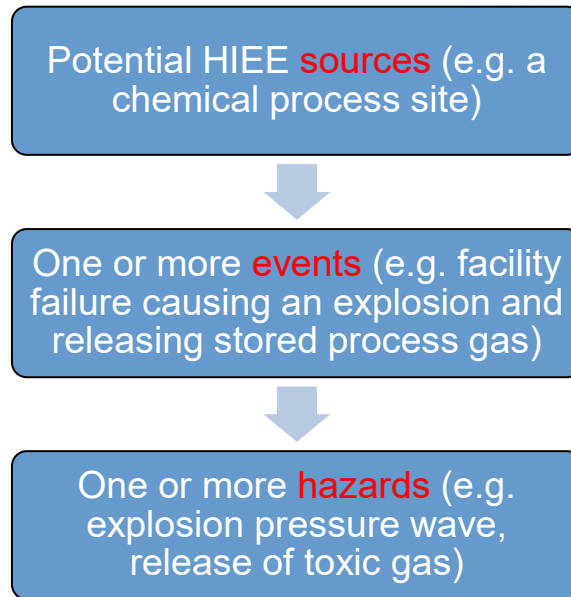 Potential HIEE sources (e.g. a
chemical process site)
One or more events (e.g. facility
failure causing an explosion and
releasing stored process gas)
One or more hazards (e.g.
explosion pressure wave,
release of toxic gas)